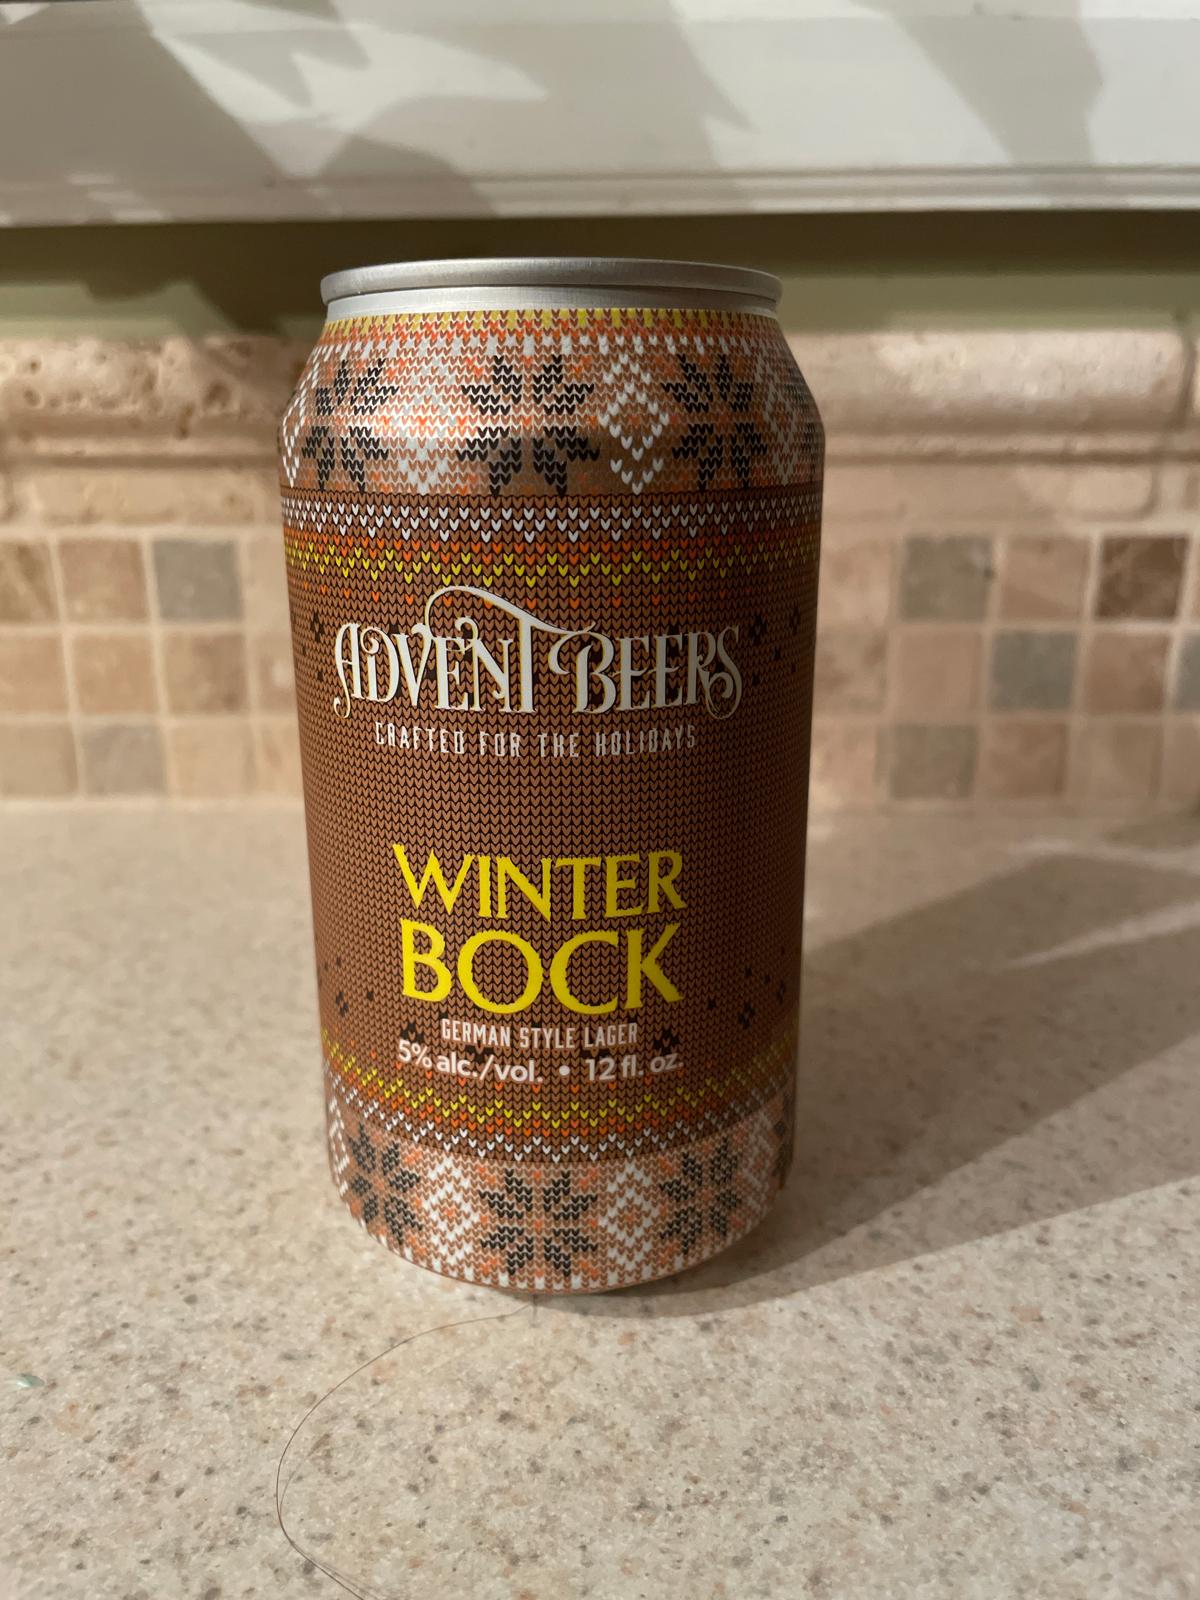 ADVENT BEERS
CRAFTED FOR THE HOLIDAYS
WINTER
BOCK
GERMAN STYLE LAGER
5% alc./vol. • 12 fl. oz.